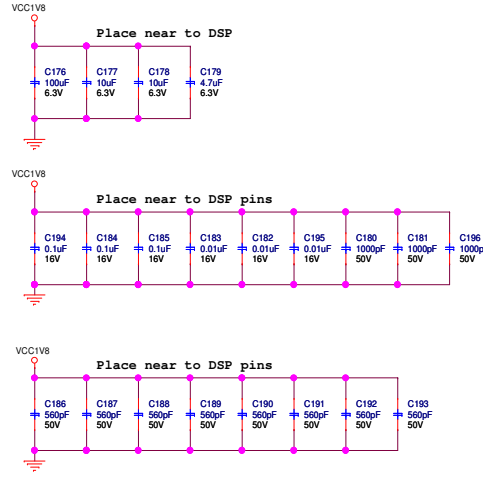 VCC1V8
Place near to DSP
C176 C177 C178 C179
100uF 10uF 10uF 4.7uF
6.3V 6.3V 6.3V 6.3V
VCC1V8
Place near to DSP pins
C194 C184 C185 C183 C182 C195 C180 C181 C196
0.1uF 0.1uF 0.1uF 0.01uF 0.01uF 0.01uF 1000pF 1000pF 1000p
16V 16V 16V 16V 16V 16V 50V 50V 50V
VCC1V8
Place near to DSP pins
C186 C187 C188 C189 C190 C191 C192 C193
560pF 560pF 560pF 560pF 560pF 560pF 560pF 560pF
50V 50V 50V 50V 50V 50V 50V 50V